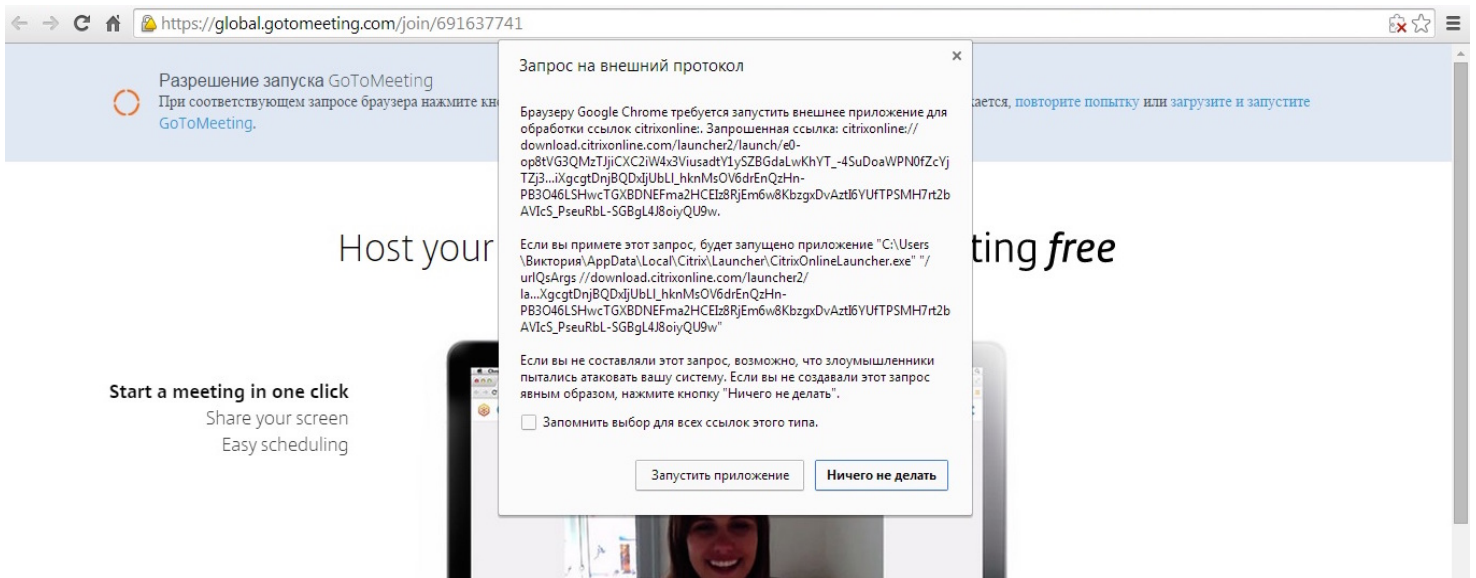 https://global.gotomeeting.com/join/691637741
Разрешение запуска GoToMeeting
При соответствующем запросе браузера нажмите кн
кается, повторите попытку или загрузите и запустите
GoToMeeting.
Запрос на внешний протокол
Браузеру Google Chrome требуется запустить внешнее приложение для
обработки ссылок citrixonline:. Запрошенная ссылка: citrixonline://
download.citrixonline.com/launcher2/launch/e0-
op8tVG3QMzTJjiCXC2iW4x3ViusadtY1ySZBGdaLwKhYT_-4SuDoaWPN0fZcYj
TZj3...iXgcgtDnjBQDxIjUbLl_hknMsOV6drEnQzHn-
PB3O46LSHwcTGXBDNEFma2HCEIz8RjEm6w8KbzgxDvAztI6YUfTPSMH7rt2b
AVIcS_PseuRbL-SGBgL4J8oiyQU9w.
Если вы примете этот запрос, будет запущено приложение "C:\Users
\Виктория\AppData\Local\Citrix\Launcher\CitrixOnlineLauncher.exe" "/
urlQsArgs //download.citrixonline.com/launcher2/
la...XgcgtDnjBQDxIjUbLl_hknMsOV6drEnQzHn-
PB3O46LSHwcTGXBDNEFma2HCEIz8RjEm6w8KbzgxDvAztI6YUfTPSMH7rt2b
AVIcS_PseuRbL-SGBgL4J8oiyQU9w"
Если вы не составляли этот запрос, возможно, что злоумышленники
пытались атаковать вашу систему. Если вы не создавали этот запрос
явным образом, нажмите кнопку "Ничего не делать".
Запомнить выбор для всех ссылок этого типа.
Запустить приложение
Ничего не делать
Host your
ting free
Start a meeting in one click
Share your screen
Easy scheduling